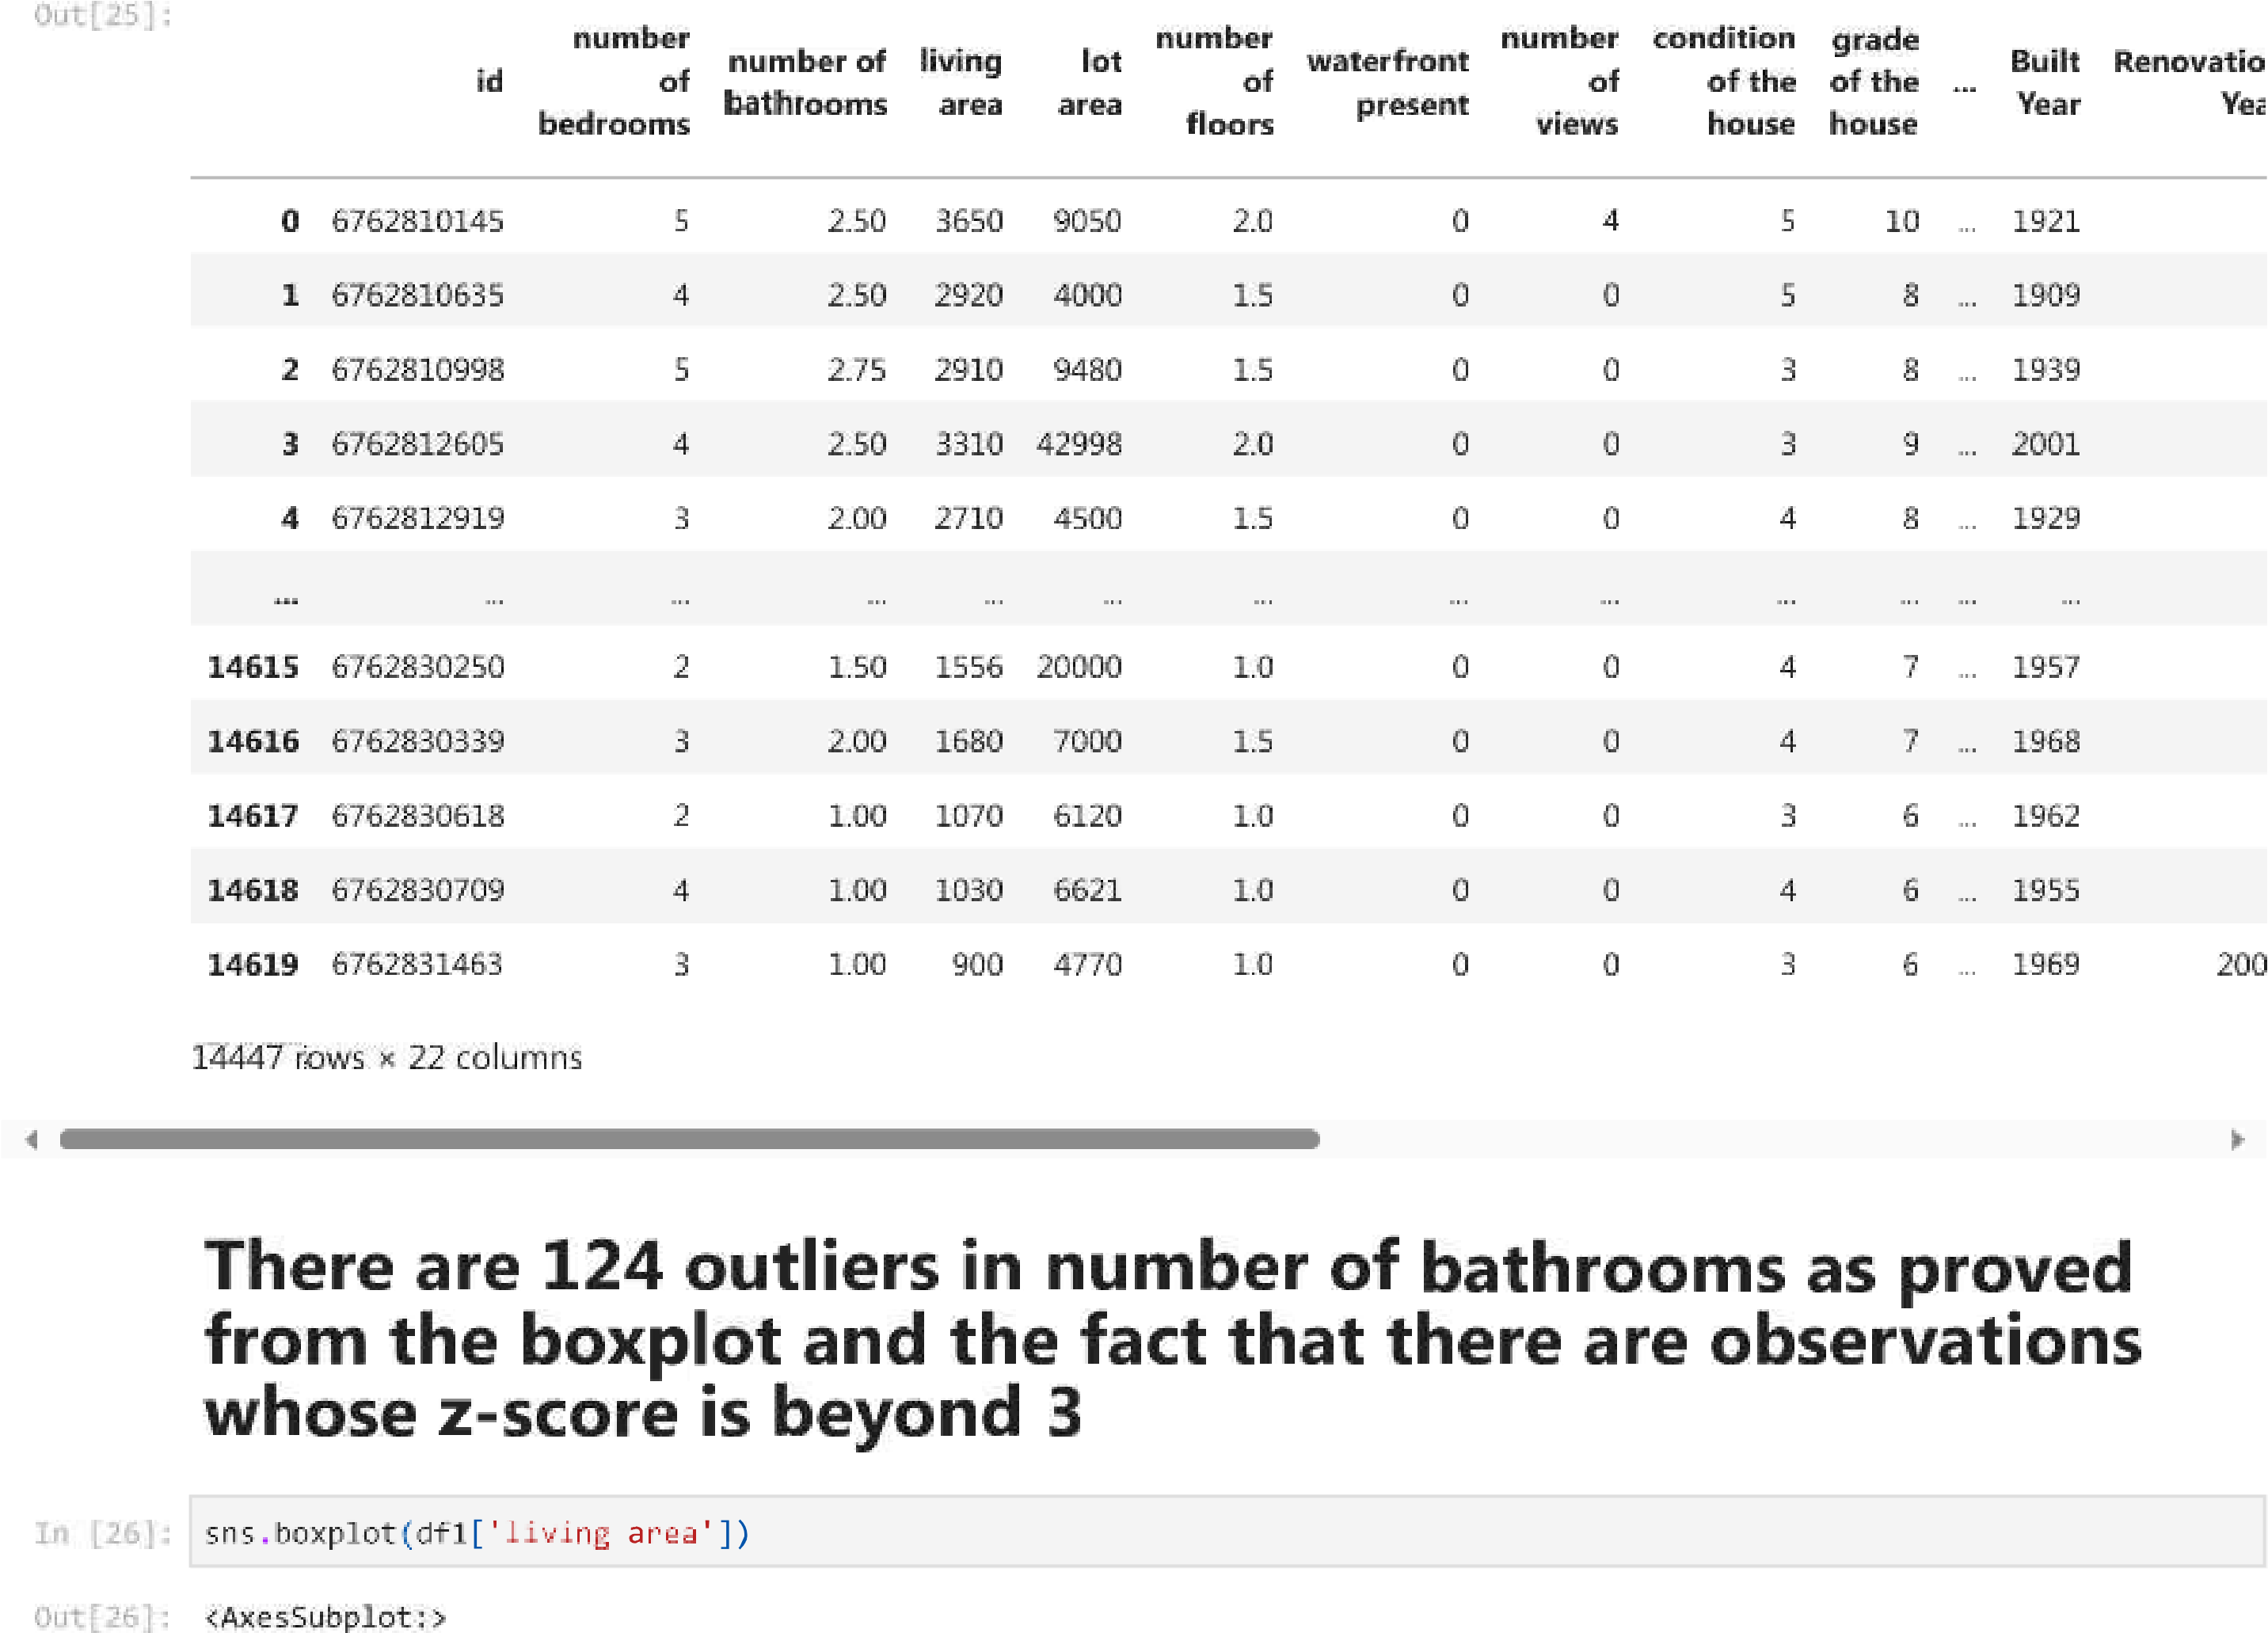 Out[25]:
id number of bedrooms number of bathrooms living area lot area number of floors waterfront present number of views condition of the house grade of the house ... Built Year Renovatio Yea
0 6762810145 5 2.50 3650 9050 2.0 0 4 5 10 ... 1921
1 6762810635 4 2.50 2920 4000 1.5 0 0 5 8 ... 1909
2 6762810998 5 2.75 2910 9480 1.5 0 0 3 8 ... 1939
3 6762812605 4 2.50 3310 42998 2.0 0 0 3 9 ... 2001
4 6762812919 3 2.00 2710 4500 1.5 0 0 4 8 ... 1929
... ... ... ... ... ... ... ... ... ... ... ... ...
14615 6762830250 2 1.50 1556 20000 1.0 0 0 4 7 ... 1957
14616 6762830339 3 2.00 1680 7000 1.5 0 0 4 7 ... 1968
14617 6762830618 2 1.00 1070 6120 1.0 0 0 3 6 ... 1962
14618 6762830709 4 1.00 1030 6621 1.0 0 0 4 6 ... 1955
14619 6762831463 3 1.00 900 4770 1.0 0 0 3 6 ... 1969 200
14447 rows × 22 columns
There are 124 outliers in number of bathrooms as proved
from the boxplot and the fact that there are observations
whose z-score is beyond 3
In [26]: sns.boxplot(df1['living area'])
Out[26]: <AxesSubplot:>